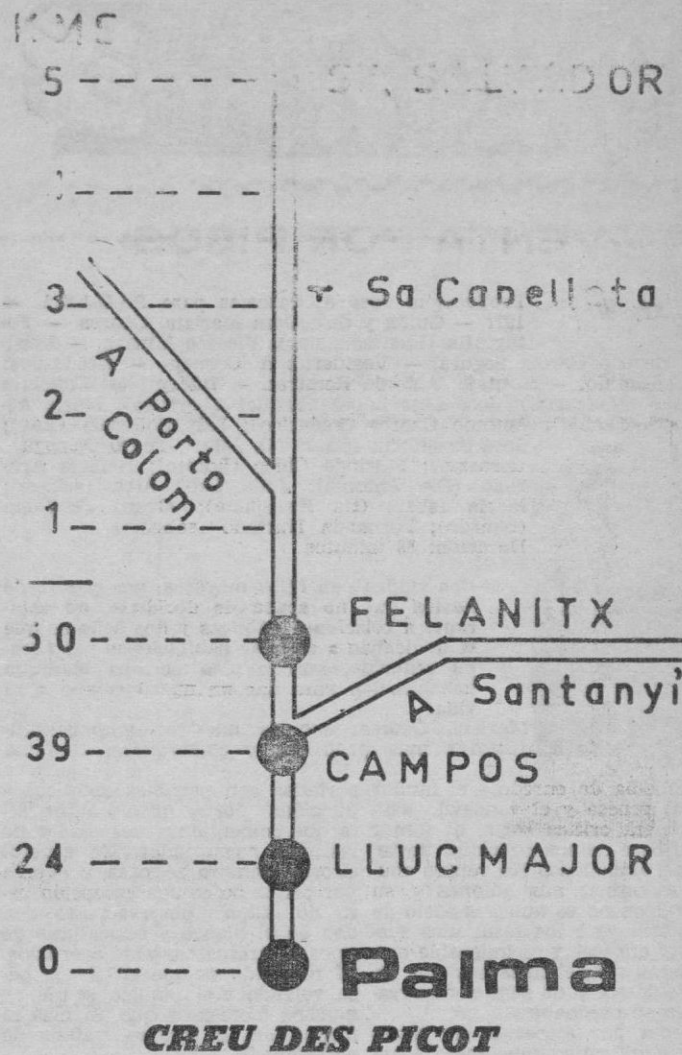 KMS
5 SALVADOR
3 Sa Capelleta
A Porto
Colom
2
1
50 FELANITX
A Santanyí
39 CAMPOS
24 LLUCMAJOR
0 Palma
CREU DES PICOT